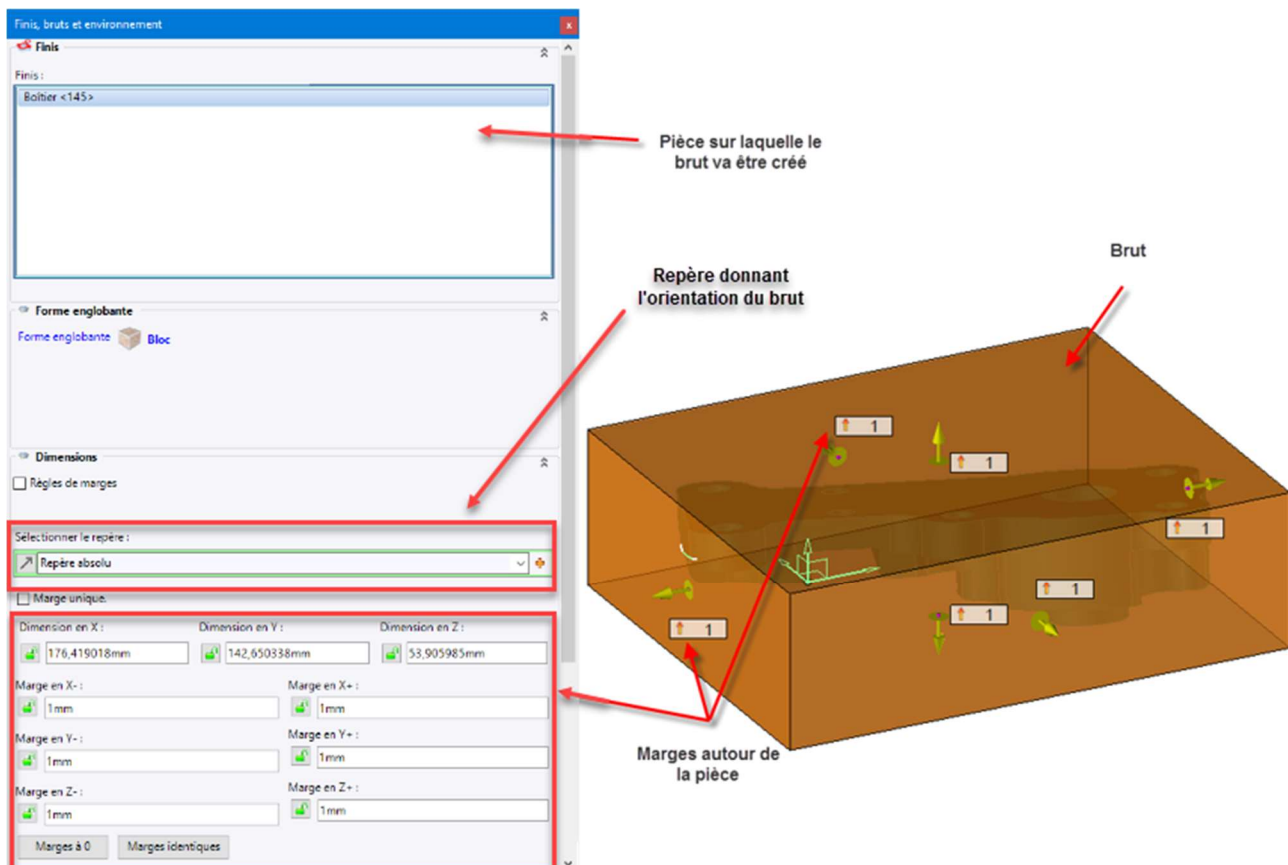 Finis, bruts et environnement
x
Finis
Finis :
Boîtier <145>
Pièce sur laquelle le
brut va être créé
Brut
Repère donnant
l'orientation du brut
Forme englobante
Forme englobante Bloc
Dimensions
Règles de marges
Sélectionner le repère :
Repère absolu
Marge unique.
Dimension en X : Dimension en Y : Dimension en Z :
176,419018mm 142,650338mm 53,905985mm
Marge en X- : Marge en X+ :
1mm 1mm
Marge en Y- : Marge en Y+ :
1mm 1mm
Marge en Z- : Marge en Z+ :
1mm 1mm
Marges à 0 Marges identiques
1
1
1
1
1
1
Marges autour de
la pièce